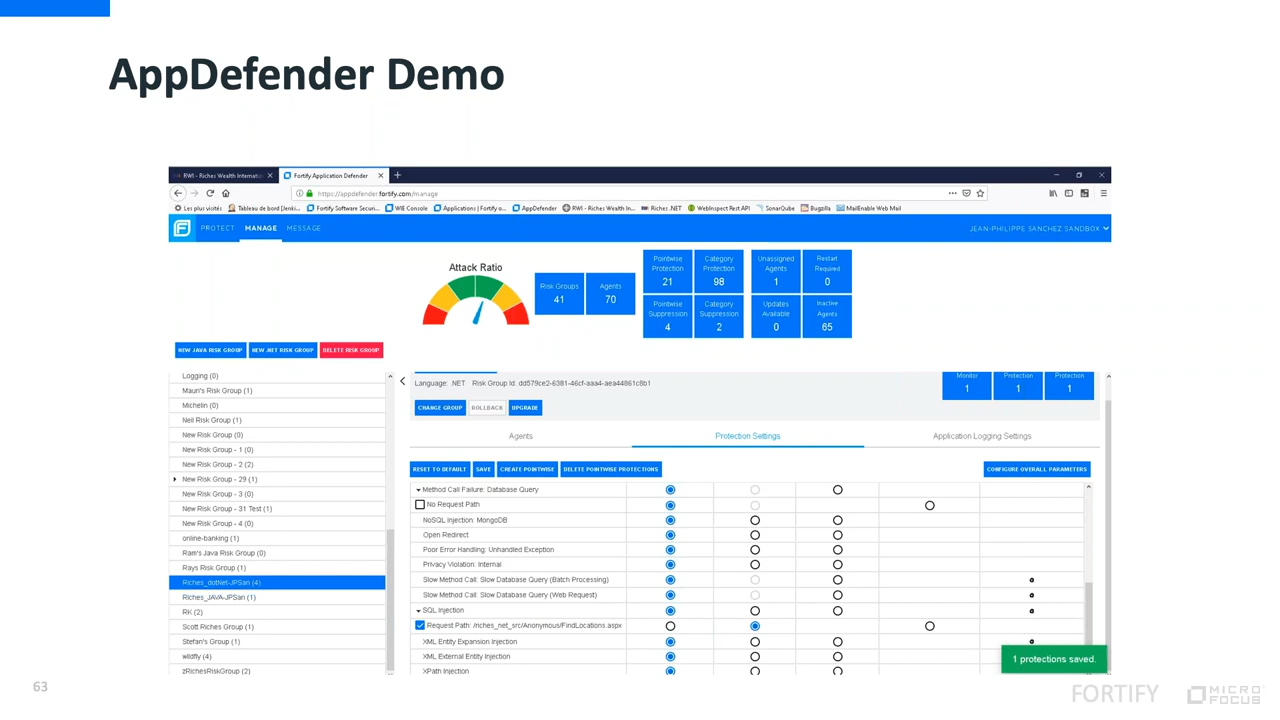 AppDefender Demo
RWI - Riches Wealth Internat
Fortify Application Defender
https://appdefender.fortify.com/manage
Les plus visités
Tableau de bord [Jenki...
Fortify Software Securi...
WIE Console
Applications | Fortify o...
AppDefender
RWI - Riches Wealth In...
Riches .NET
WebInspect Rest API
SonarQube
Bugzilla
MailEnable Web Mail
PROTECT
MANAGE
MESSAGE
JEAN-PHILIPPE SANCHEZ SANDBOX
Attack Ratio
Risk Groups
41
Agents
70
Pointwise
Protection
21
Category
Protection
98
Unassigned
Agents
1
Restart
Required
0
Pointwise
Suppression
4
Category
Suppression
2
Updates
Available
0
Inactive
Agents
65
NEW JAVA RISK GROUP
NEW .NET RISK GROUP
DELETE RISK GROUP
Logging (0)
Mauri's Risk Group (1)
Michelin (0)
Neil Risk Group (1)
New Risk Group (0)
New Risk Group - 1 (0)
New Risk Group - 2 (2)
New Risk Group - 29 (1)
New Risk Group - 3 (0)
New Risk Group - 31 Test (1)
New Risk Group - 4 (0)
online-banking (1)
Ram's Java Risk Group (0)
Rays Risk Group (1)
Riches_dotNet-JPSan (4)
Riches_JAVA-JPSan (1)
RK (2)
Scott Riches Group (1)
Stefan's Group (1)
wildfly (4)
zRichesRiskGroup (2)
Language: .NET Risk Group Id: dd579ce2-6381-46cf-aaa4-aea44861c8b1
Monitor
1
Protection
1
Protection
1
CHANGE GROUP
ROLLBACK
UPGRADE
Agents
Protection Settings
Application Logging Settings
RESET TO DEFAULT
SAVE
CREATE POINTWISE
DELETE POINTWISE PROTECTIONS
CONFIGURE OVERALL PARAMETERS
Method Call Failure: Database Query
No Request Path
NoSQL Injection: MongoDB
Open Redirect
Poor Error Handling: Unhandled Exception
Privacy Violation: Internal
Slow Method Call: Slow Database Query (Batch Processing)
Slow Method Call: Slow Database Query (Web Request)
SQL Injection
Request Path: /riches_net_src/Anonymous/FindLocations.aspx
XML Entity Expansion Injection
XML External Entity Injection
XPath Injection
1 protections saved.
63
FORTIFY
MICRO
FOCUS